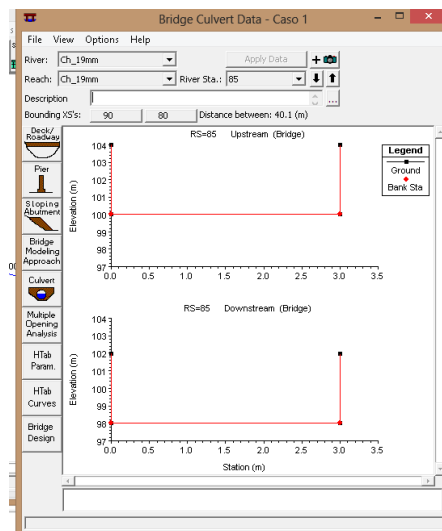 Bridge Culvert Data - Caso 1
File View Options Help
River: Ch_19mm Apply Data
Reach: Ch_19mm River Sta.: 85
Description ...
Bounding XS's: 90 80 Distance between: 40.1 (m)
Deck/
Roadway
Pier
Sloping
Abutment
Bridge
Modeling
Approach
Culvert
Multiple
Opening
Analysis
HTab
Param.
HTab
Curves
Bridge
Design
RS=85 Upstream (Bridge)
Elevation (m)
104
103
102
101
100
99
98
97
0.0 0.5 1.0 1.5 2.0 2.5 3.0 3.5
Legend
Ground
Bank Sta
RS=85 Downstream (Bridge)
Elevation (m)
104
103
102
101
100
99
98
97
0.0 0.5 1.0 1.5 2.0 2.5 3.0 3.5
Station (m)